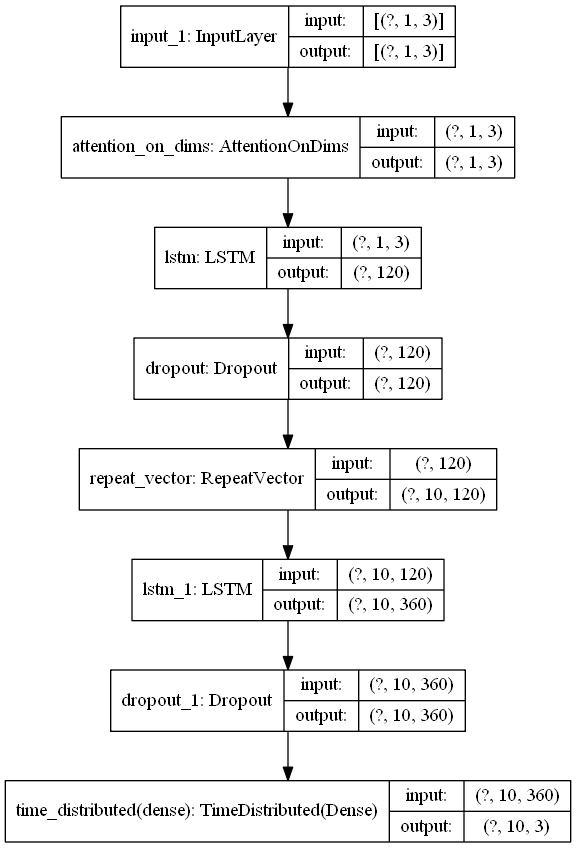 input_1: InputLayer
input: [(?, 1, 3)]
output: [(?, 1, 3)]
attention_on_dims: AttentionOnDims
input: (?, 1, 3)
output: (?, 1, 3)
lstm: LSTM
input: (?, 1, 3)
output: (?, 120)
dropout: Dropout
input: (?, 120)
output: (?, 120)
repeat_vector: RepeatVector
input: (?, 120)
output: (?, 10, 120)
lstm_1: LSTM
input: (?, 10, 120)
output: (?, 10, 360)
dropout_1: Dropout
input: (?, 10, 360)
output: (?, 10, 360)
time_distributed(dense): TimeDistributed(Dense)
input: (?, 10, 360)
output: (?, 10, 3)